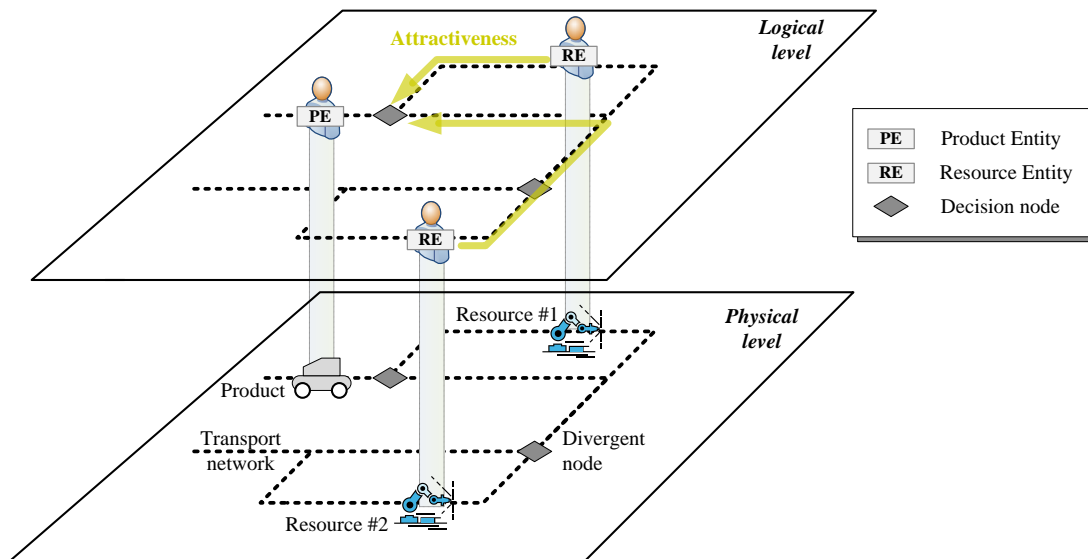 Logical
level
Attractiveness
RE
PE
RE
PE Product Entity
RE Resource Entity
Decision node
Resource #1
Physical
level
Product
Transport
network
Divergent
node
Resource #2